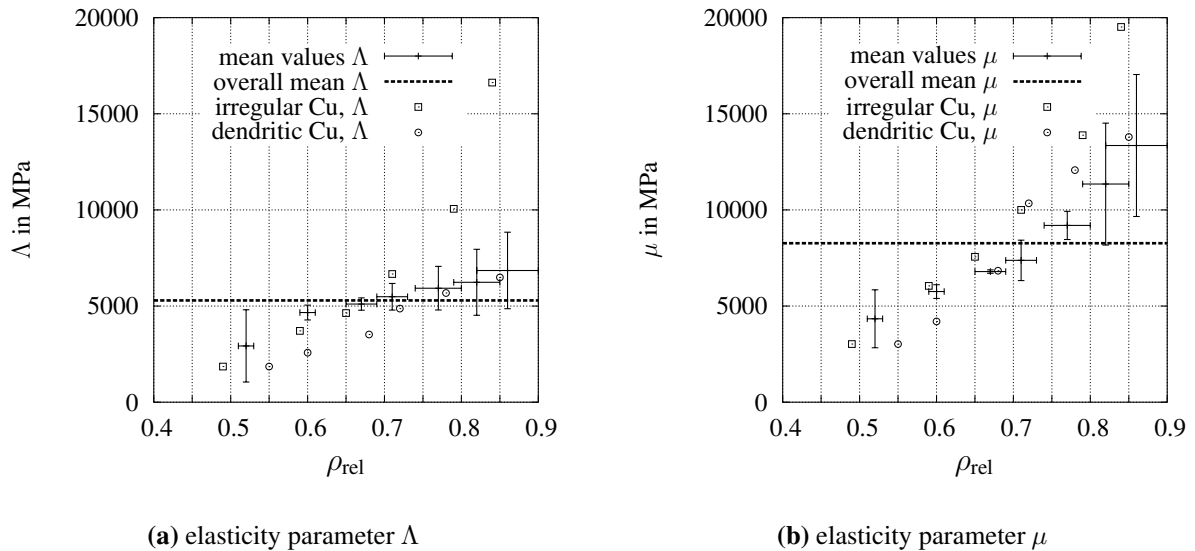 20000
15000
10000
5000
0
0.4 0.5 0.6 0.7 0.8 0.9
Λ in MPa
ρrel
mean values Λ
overall mean Λ
irregular Cu, Λ
dendritic Cu, Λ
(a) elasticity parameter Λ
20000
15000
10000
5000
0
0.4 0.5 0.6 0.7 0.8 0.9
μ in MPa
ρrel
mean values μ
overall mean μ
irregular Cu, μ
dendritic Cu, μ
(b) elasticity parameter μ